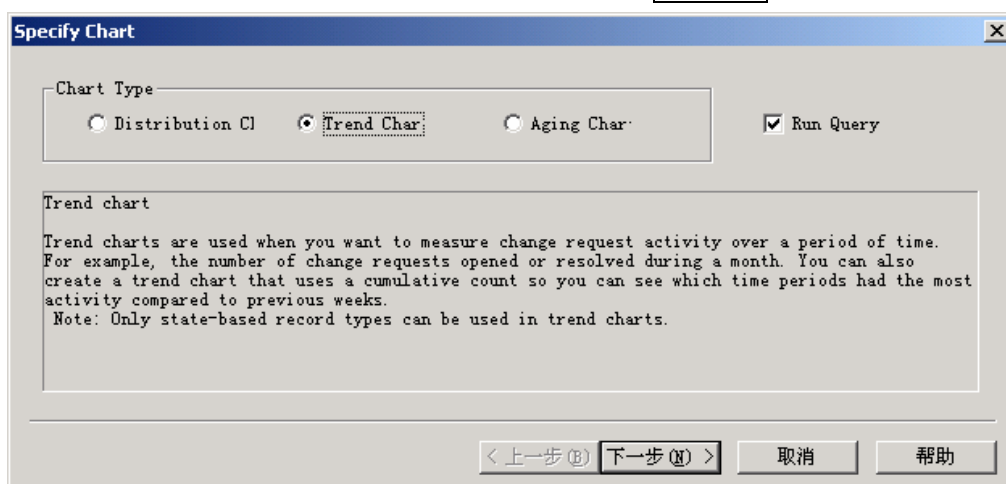 Specify Chart
Chart Type
Distribution Cl
Trend Char
Aging Char
Run Query
Trend chart
Trend charts are used when you want to measure change request activity over a period of time.
For example, the number of change requests opened or resolved during a month. You can also
create a trend chart that uses a cumulative count so you can see which time periods had the most
activity compared to previous weeks.
Note: Only state-based record types can be used in trend charts.
< 上一步(B) 下一步(N) > 取消 帮助